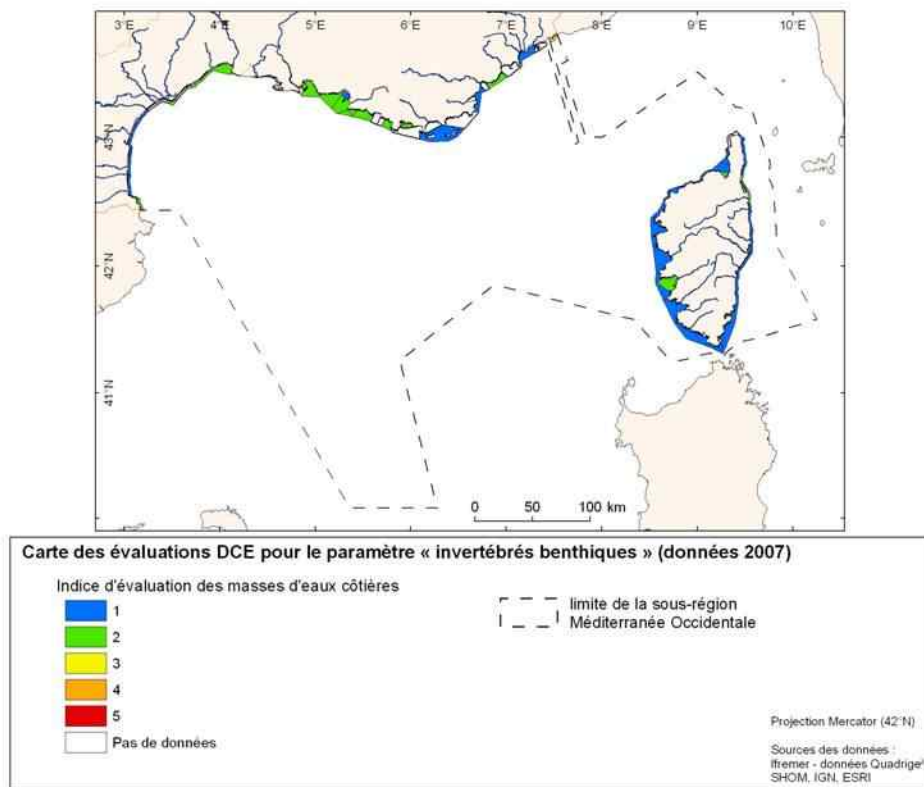 3°E 4°E 5°E 6°E 7°E 8°E 9°E 10°E
43°N
42°N
41°N
0 50 100 km
Carte des évaluations DCE pour le paramètre « invertébrés benthiques » (données 2007)
Indice d'évaluation des masses d'eaux côtières
1
2
3
4
5
Pas de données
limite de la sous-région
Méditerranée Occidentale
Projection Mercator (42°N)
Sources des données :
Ifremer - données Quadrige²
SHOM, IGN, ESRI